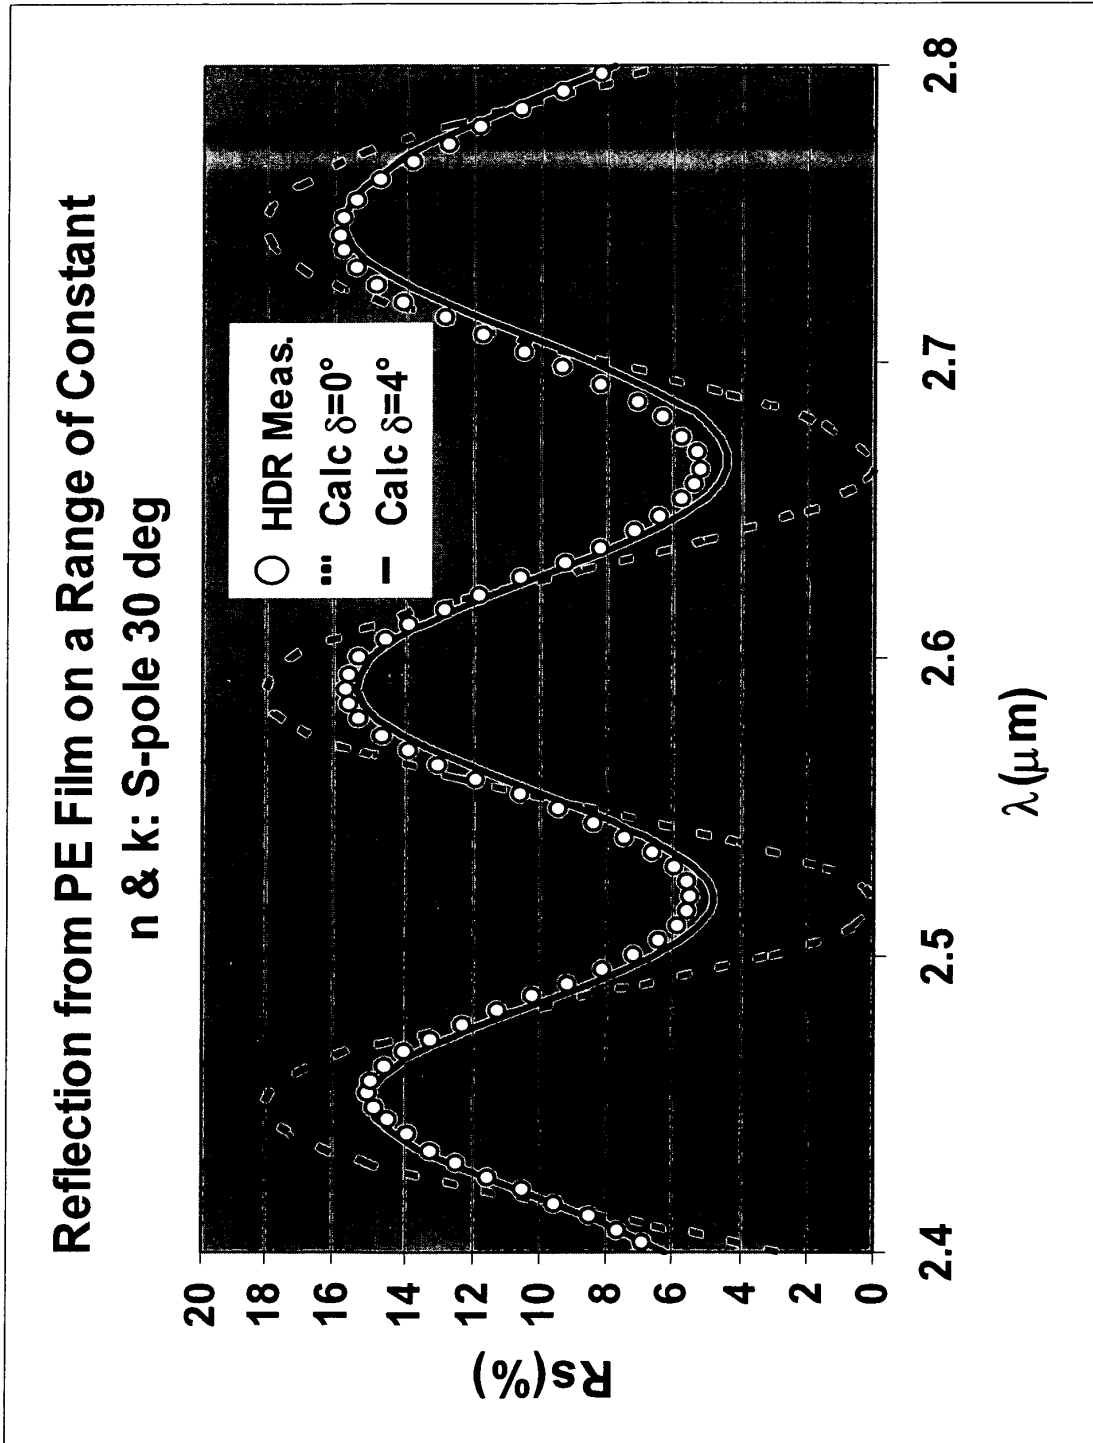 Reflection from PE Film on a Range of Constant
n & k: S-pole 30 deg
HDR Meas.
Calc δ=0°
Calc δ=4°
Rs(%)
20
18
16
14
12
10
8
6
4
2
0
2.4
2.5
2.6
2.7
2.8
λ(μm)